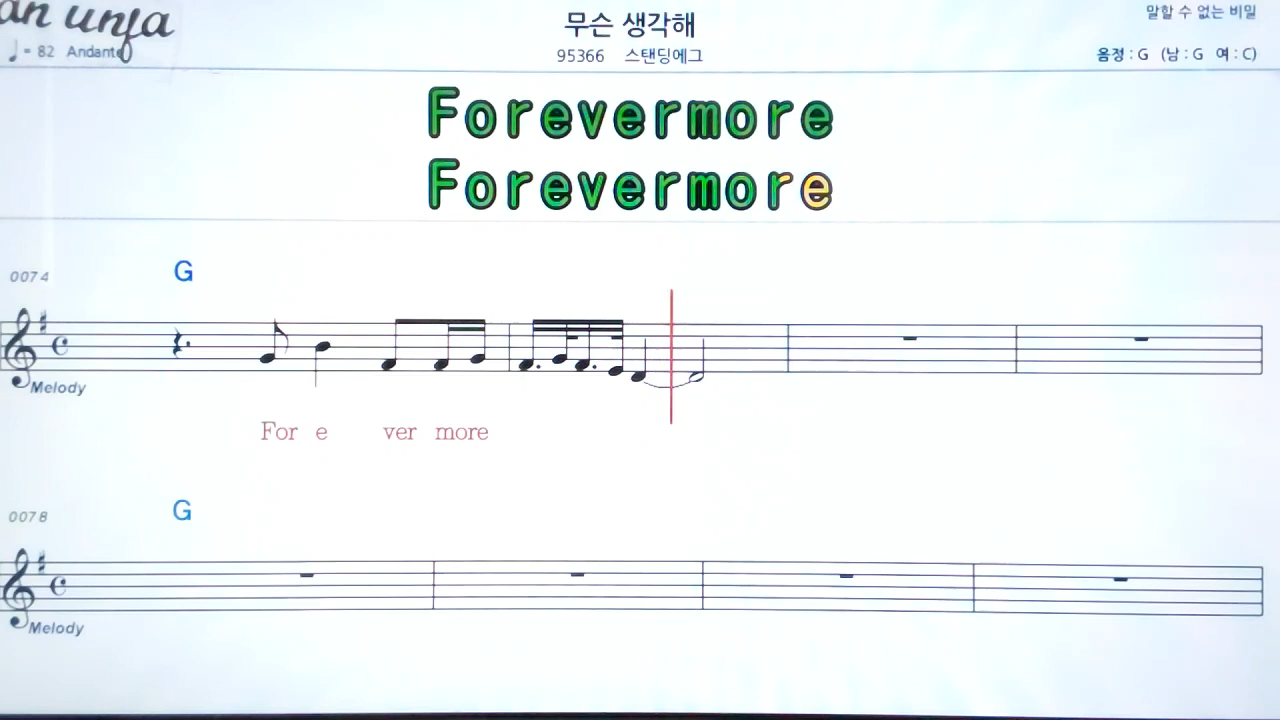 an unfa
무슨 생각해
말할 수 없는 비밀
♩= 82 Andante
95366 스탠딩에그
음정 : G (남 : G 여 : C)
Forevermore
Forevermore
0074 G
Melody
For e ver more
0078 G
Melody